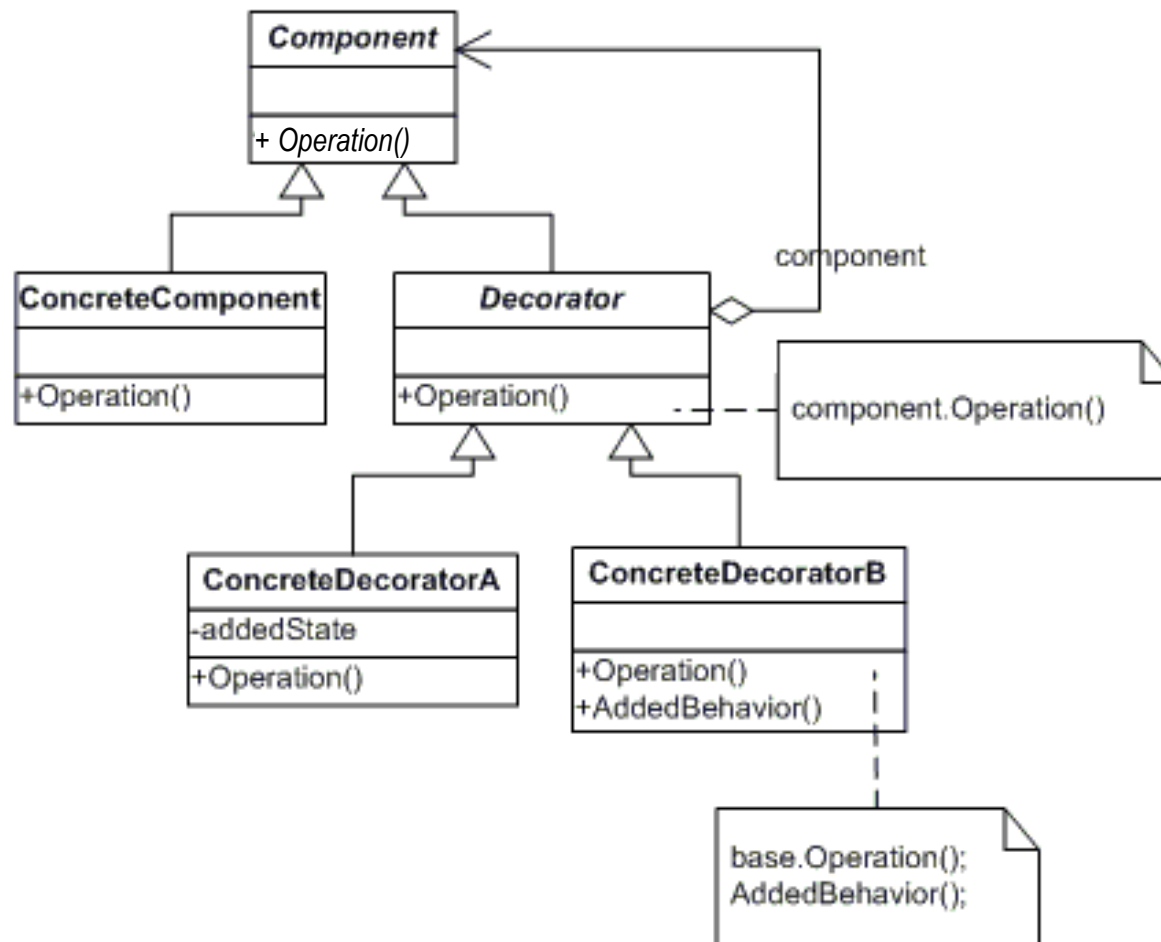 Component
+ Operation()
component
ConcreteComponent
+Operation()
Decorator
+Operation()
component.Operation()
ConcreteDecoratorA
-addedState
+Operation()
ConcreteDecoratorB
+Operation()
+AddedBehavior()
base.Operation();
AddedBehavior();